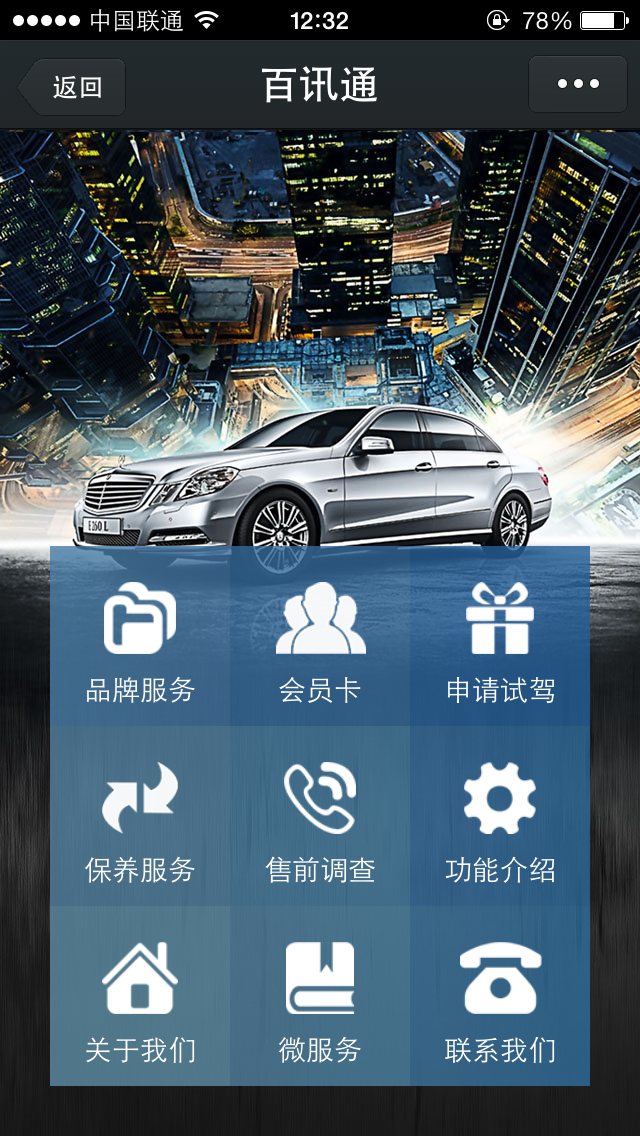 中国联通 12:32 78%
返回 百讯通
E260 L
品牌服务 会员卡 申请试驾
保养服务 售前调查 功能介绍
关于我们 微服务 联系我们